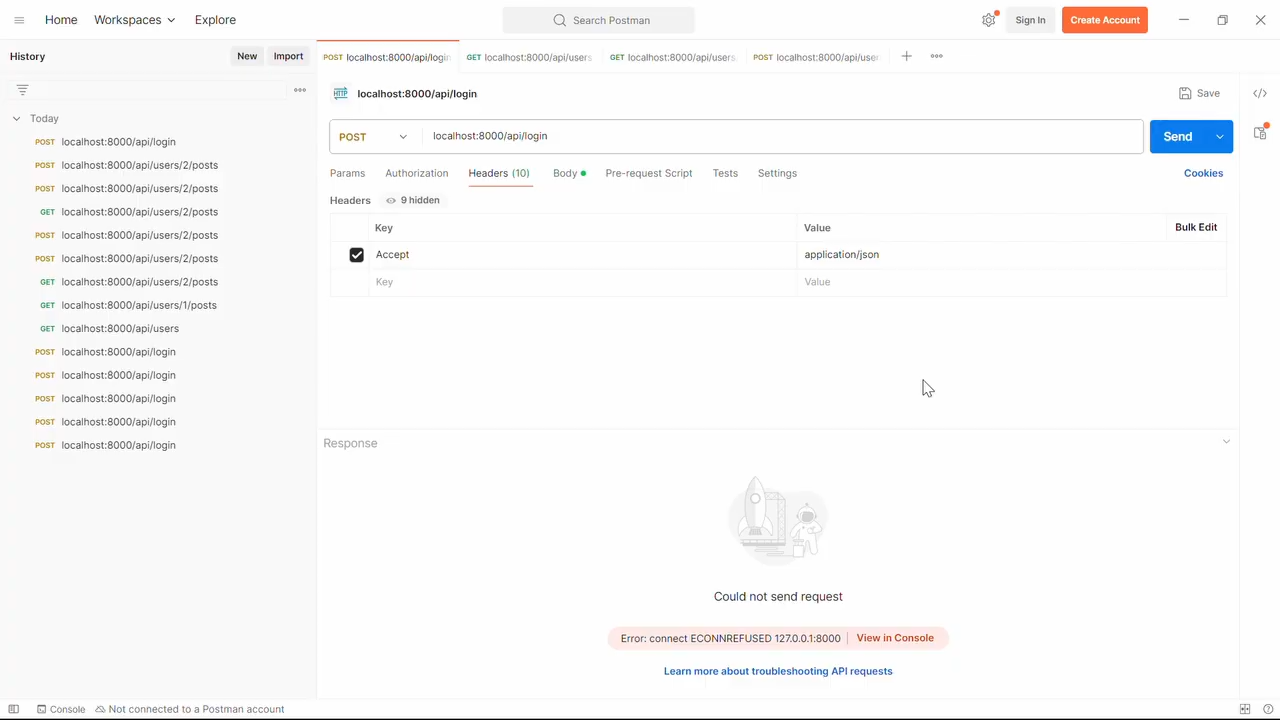 Home Workspaces Explore Search Postman Sign In Create Account
History New Import
POST localhost:8000/api/login GET localhost:8000/api/users GET localhost:8000/api/users. POST localhost:8000/api/use
HTTP localhost:8000/api/login Save
Today
POST localhost:8000/api/login Send
Params Authorization Headers (10) Body Pre-request Script Tests Settings Cookies
Headers 9 hidden
Key Value Bulk Edit
Accept application/json
Key Value
POST localhost:8000/api/login
POST localhost:8000/api/users/2/posts
POST localhost:8000/api/users/2/posts
GET localhost:8000/api/users/2/posts
POST localhost:8000/api/users/2/posts
POST localhost:8000/api/users/2/posts
GET localhost:8000/api/users/2/posts
GET localhost:8000/api/users/1/posts
GET localhost:8000/api/users
POST localhost:8000/api/login
POST localhost:8000/api/login
POST localhost:8000/api/login
POST localhost:8000/api/login
POST localhost:8000/api/login
Response
Could not send request
Error: connect ECONNREFUSED 127.0.0.1:8000 View in Console
Learn more about troubleshooting API requests
Console Not connected to a Postman account